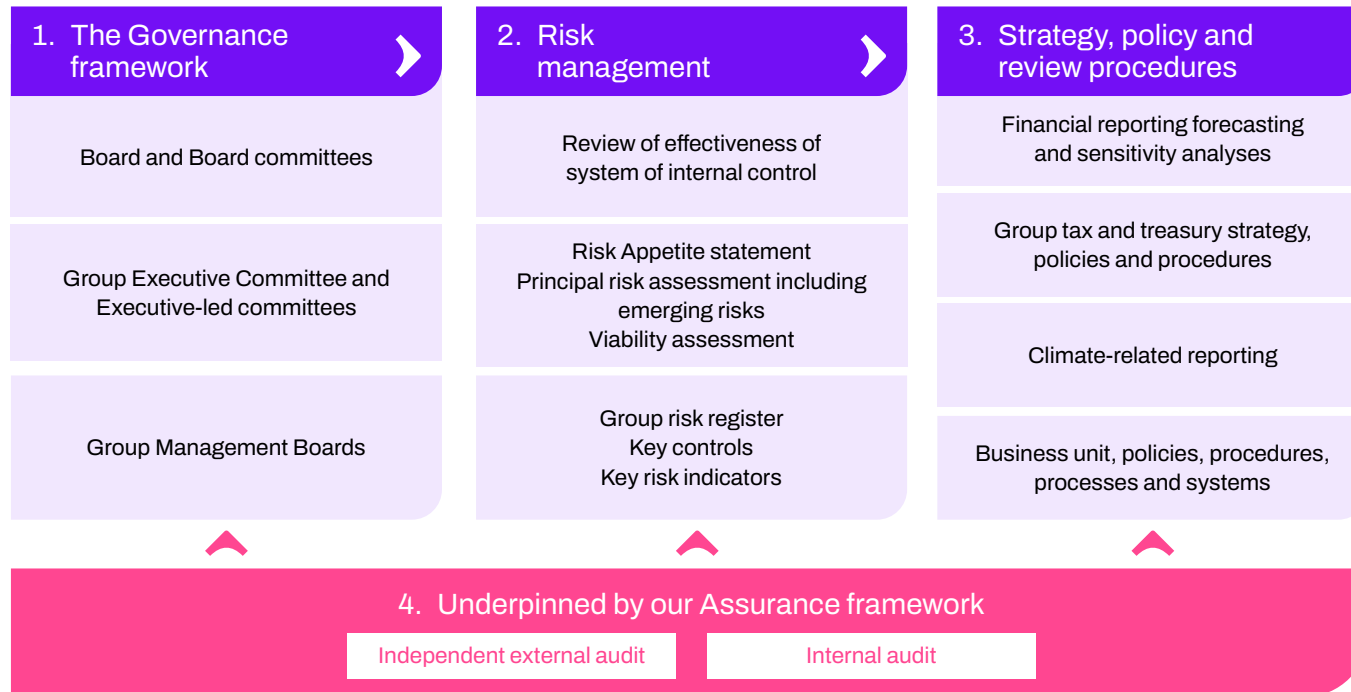 1. The Governance
framework
Board and Board committees
Group Executive Committee and
Executive-led committees
Group Management Boards
2. Risk
management
Review of effectiveness of
system of internal control
Risk Appetite statement
Principal risk assessment including
emerging risks
Viability assessment
Group risk register
Key controls
Key risk indicators
3. Strategy, policy and
review procedures
Financial reporting forecasting
and sensitivity analyses
Group tax and treasury strategy,
policies and procedures
Climate-related reporting
Business unit, policies, procedures,
processes and systems
4. Underpinned by our Assurance framework
Independent external audit
Internal audit